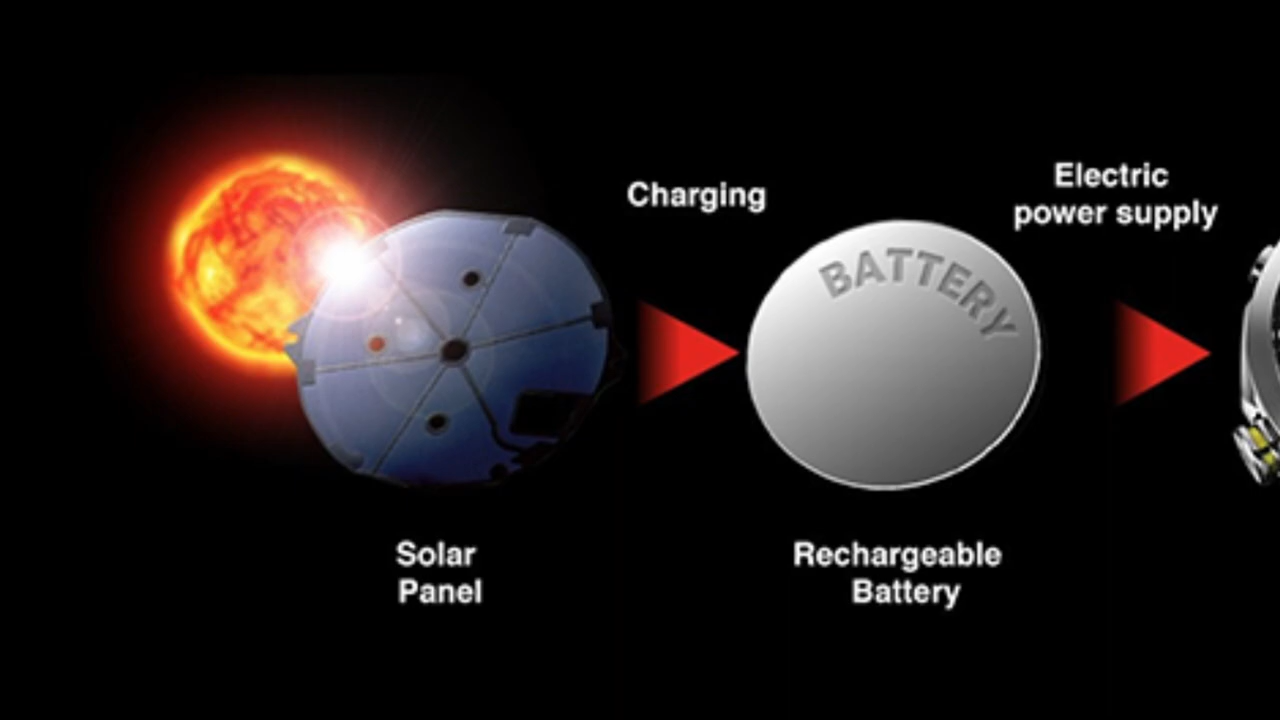 Charging
Electric
power supply
BATTERY
Solar
Panel
Rechargeable
Battery